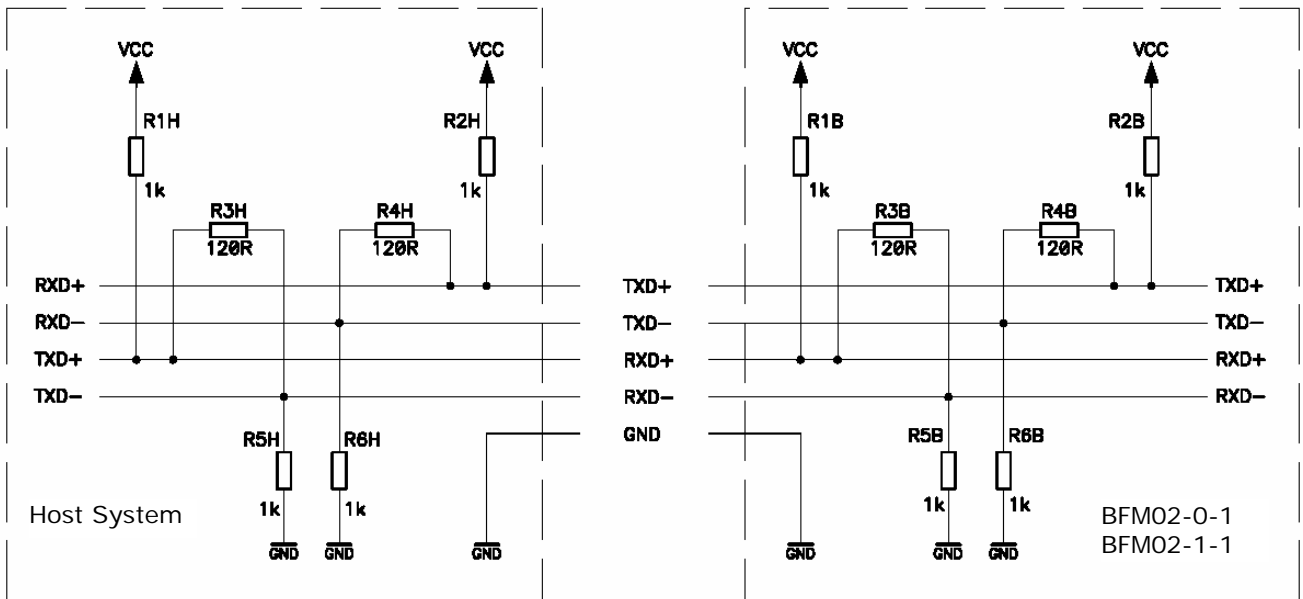 VCC VCC VCC VCC
R1H R2H R1B R2B
1k 1k 1k 1k
R3H R4H R3B R4B
120R 120R 120R 120R
RXD+ TXD+ TXD+
RXD- TXD- TXD-
TXD+ RXD+ RXD+
TXD- RXD- RXD-
GND
R5H R6H R5B R6B
1k 1k 1k 1k
Host System BFM02-0-1
BFM02-1-1
GND GND GND GND GND GND